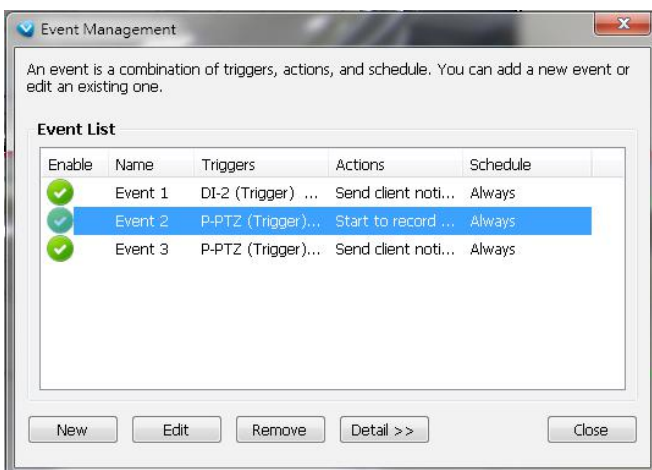 Event Management
An event is a combination of triggers, actions, and schedule. You can add a new event or
edit an existing one.
Event List
Enable Name Triggers Actions Schedule
Event 1 DI-2 (Trigger) ... Send client noti... Always
Event 2 P-PTZ (Trigger)... Start to record ... Always
Event 3 P-PTZ (Trigger)... Send client noti... Always
New Edit Remove Detail >> Close